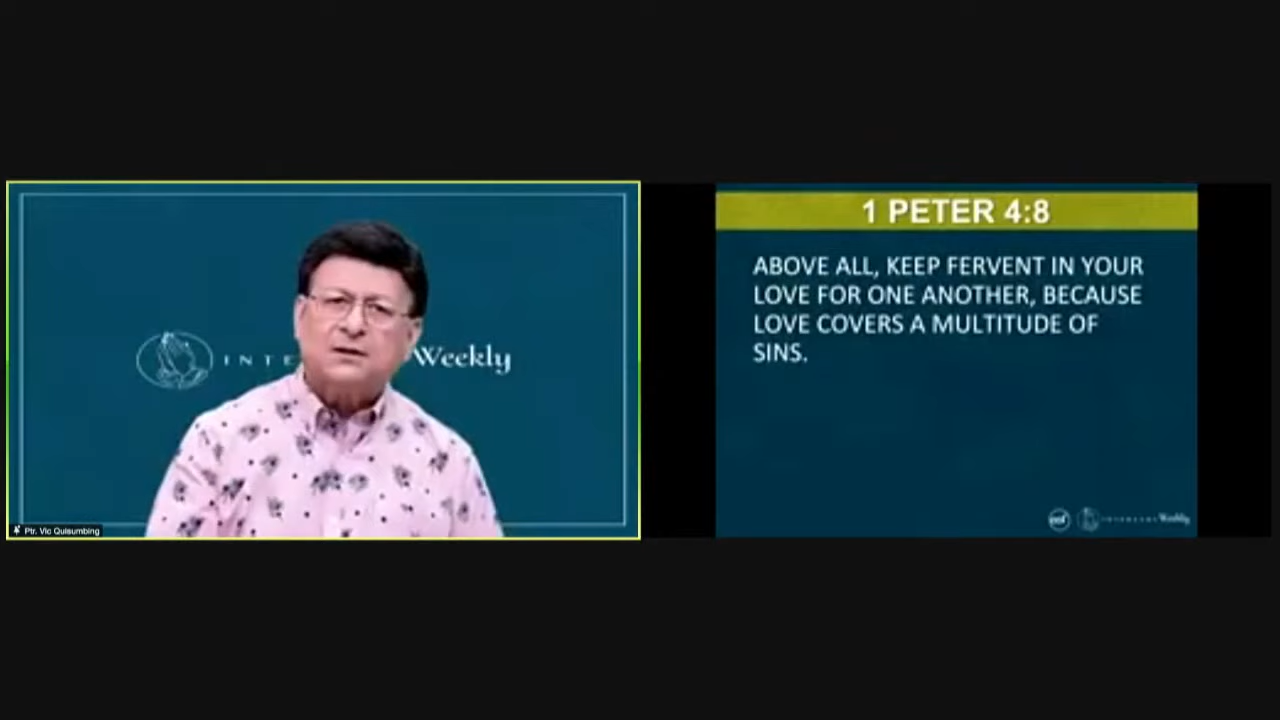 INTE
Weekly
Ptr. Vic Quisumbing
1 PETER 4:8
ABOVE ALL, KEEP FERVENT IN YOUR
LOVE FOR ONE ANOTHER, BECAUSE
LOVE COVERS A MULTITUDE OF
SINS.
Weekly